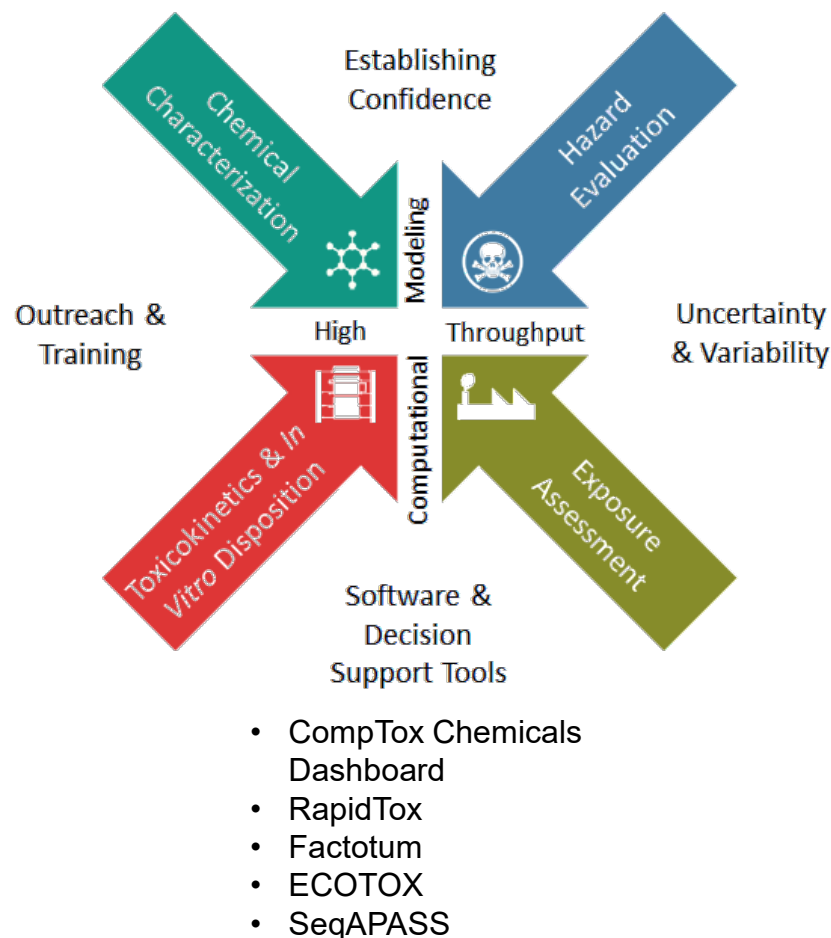 Establishing
Confidence
Chemical
Characterization
Hazard
Evaluation
Modeling
Outreach &
Training
High
Throughput
Uncertainty
& Variability
Computational
Toxicokinetics & In
Vitro Disposition
Exposure
Assessment
Software &
Decision
Support Tools
• CompTox Chemicals
Dashboard
• RapidTox
• Factotum
• ECOTOX
• SeqAPASS